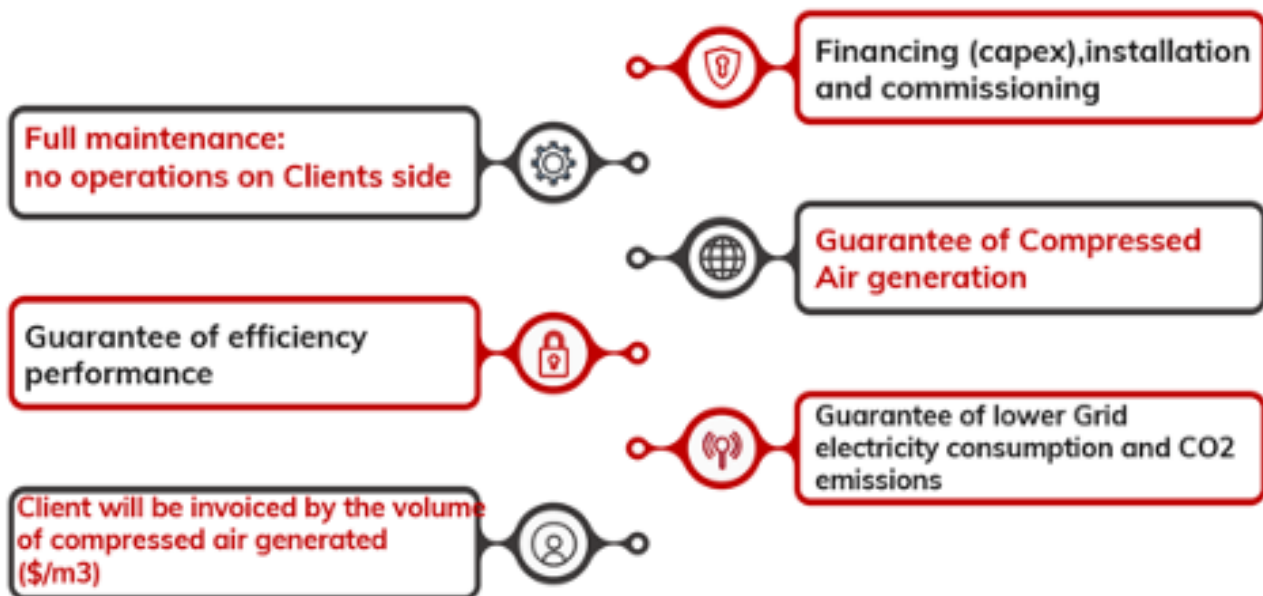 Financing (capex),installation
and commissioning
Full maintenance:
no operations on Clients side
Guarantee of Compressed
Air generation
Guarantee of efficiency
performance
Guarantee of lower Grid
electricity consumption and CO2
emissions
Client will be invoiced by the volume
of compressed air generated
($/m3)